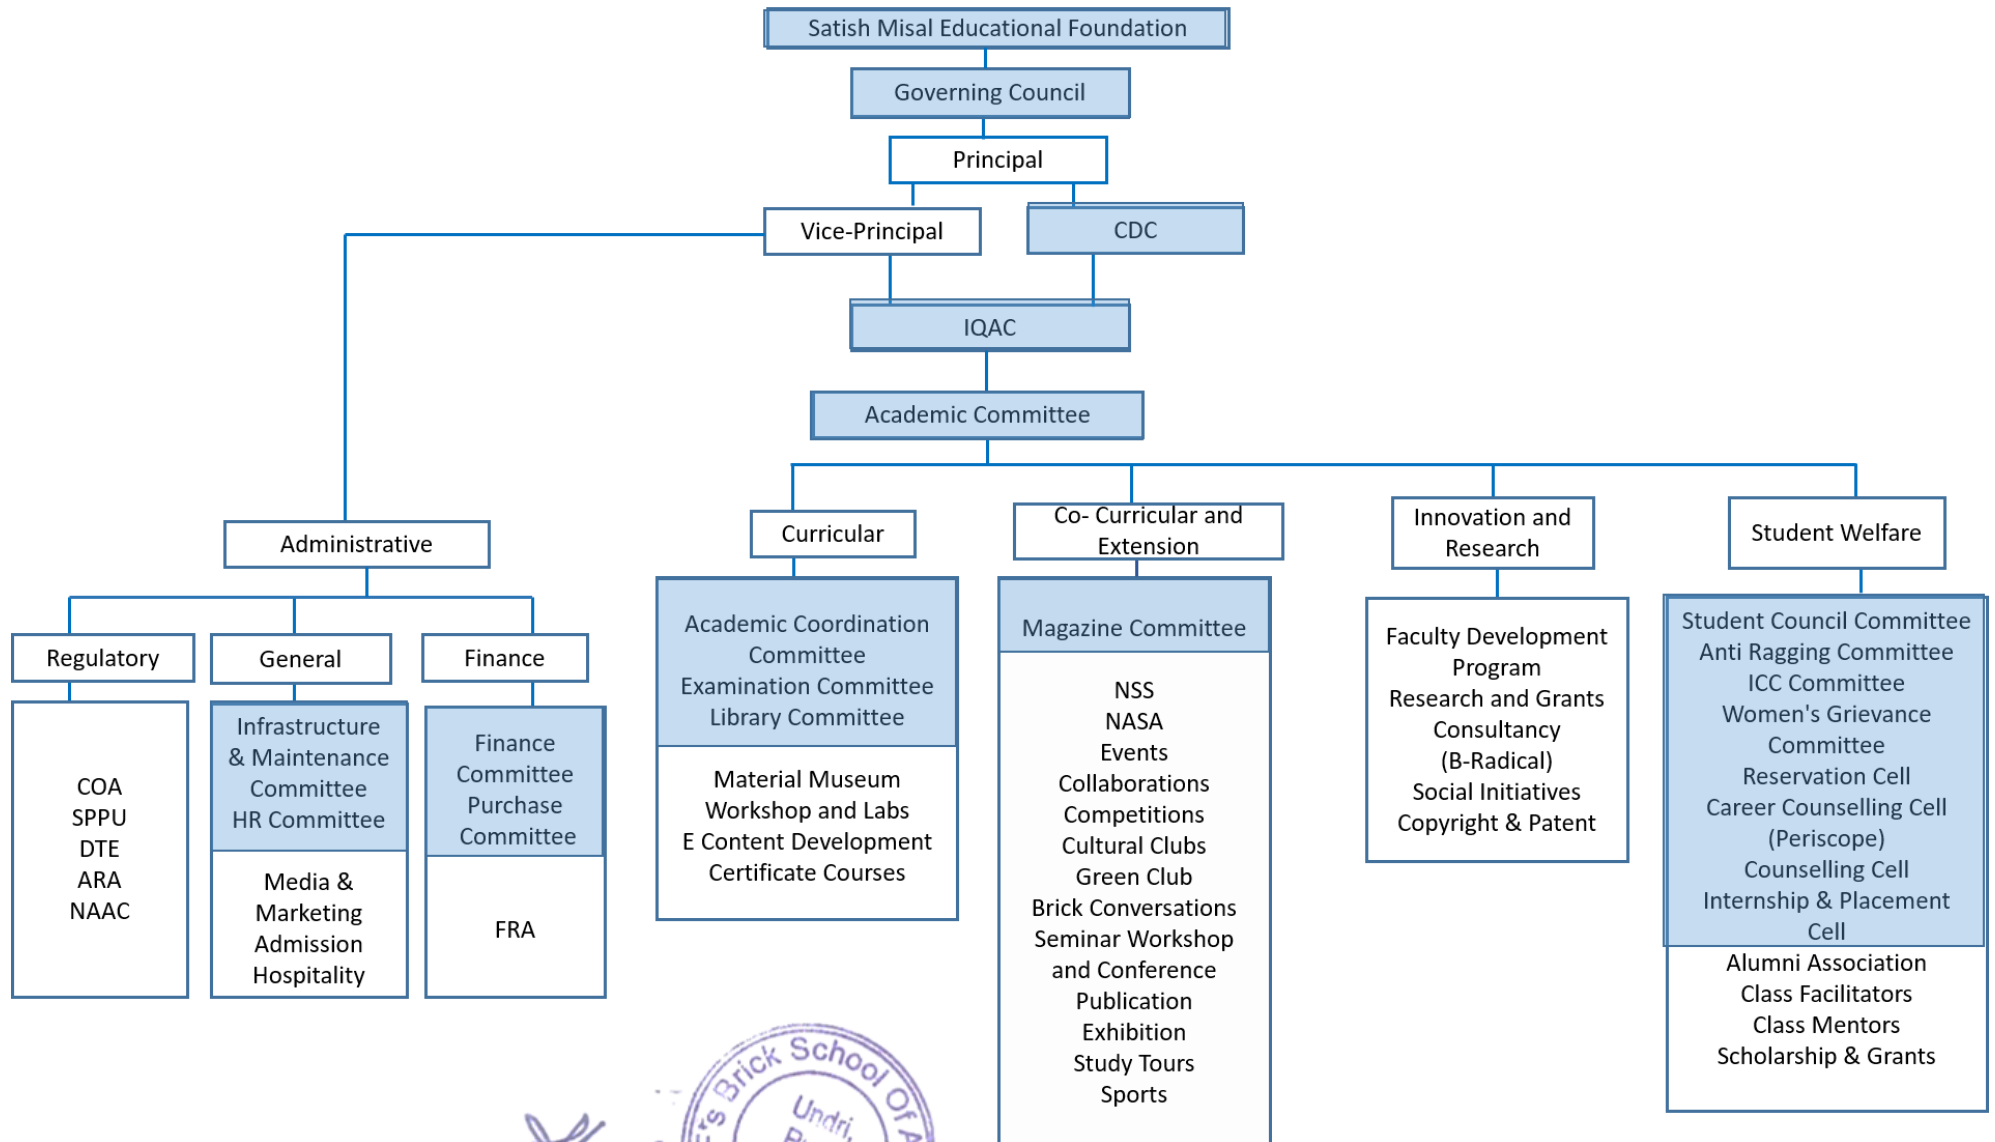 Satish Misal Educational Foundation
Governing Council
Principal
Vice-Principal
CDC
IQAC
Academic Committee
Administrative
Regulatory
COA
SPPU
DTE
ARA
NAAC
General
Infrastructure
& Maintenance
Committee
HR Committee
Media &
Marketing
Admission
Hospitality
Finance
Finance
Committee
Purchase
Committee
FRA
Curricular
Academic Coordination
Committee
Examination Committee
Library Committee
Material Museum
Workshop and Labs
E Content Development
Certificate Courses
Co- Curricular and
Extension
Magazine Committee
NSS
NASA
Events
Collaborations
Competitions
Cultural Clubs
Green Club
Brick Conversations
Seminar Workshop
and Conference
Publication
Exhibition
Study Tours
Sports
Innovation and
Research
Faculty Development
Program
Research and Grants
Consultancy
(B-Radical)
Social Initiatives
Copyright & Patent
Student Welfare
Student Council Committee
Anti Ragging Committee
ICC Committee
Women's Grievance
Committee
Reservation Cell
Career Counselling Cell
(Periscope)
Counselling Cell
Internship & Placement
Cell
Alumni Association
Class Facilitators
Class Mentors
Scholarship & Grants
Brick School Of
Undri,